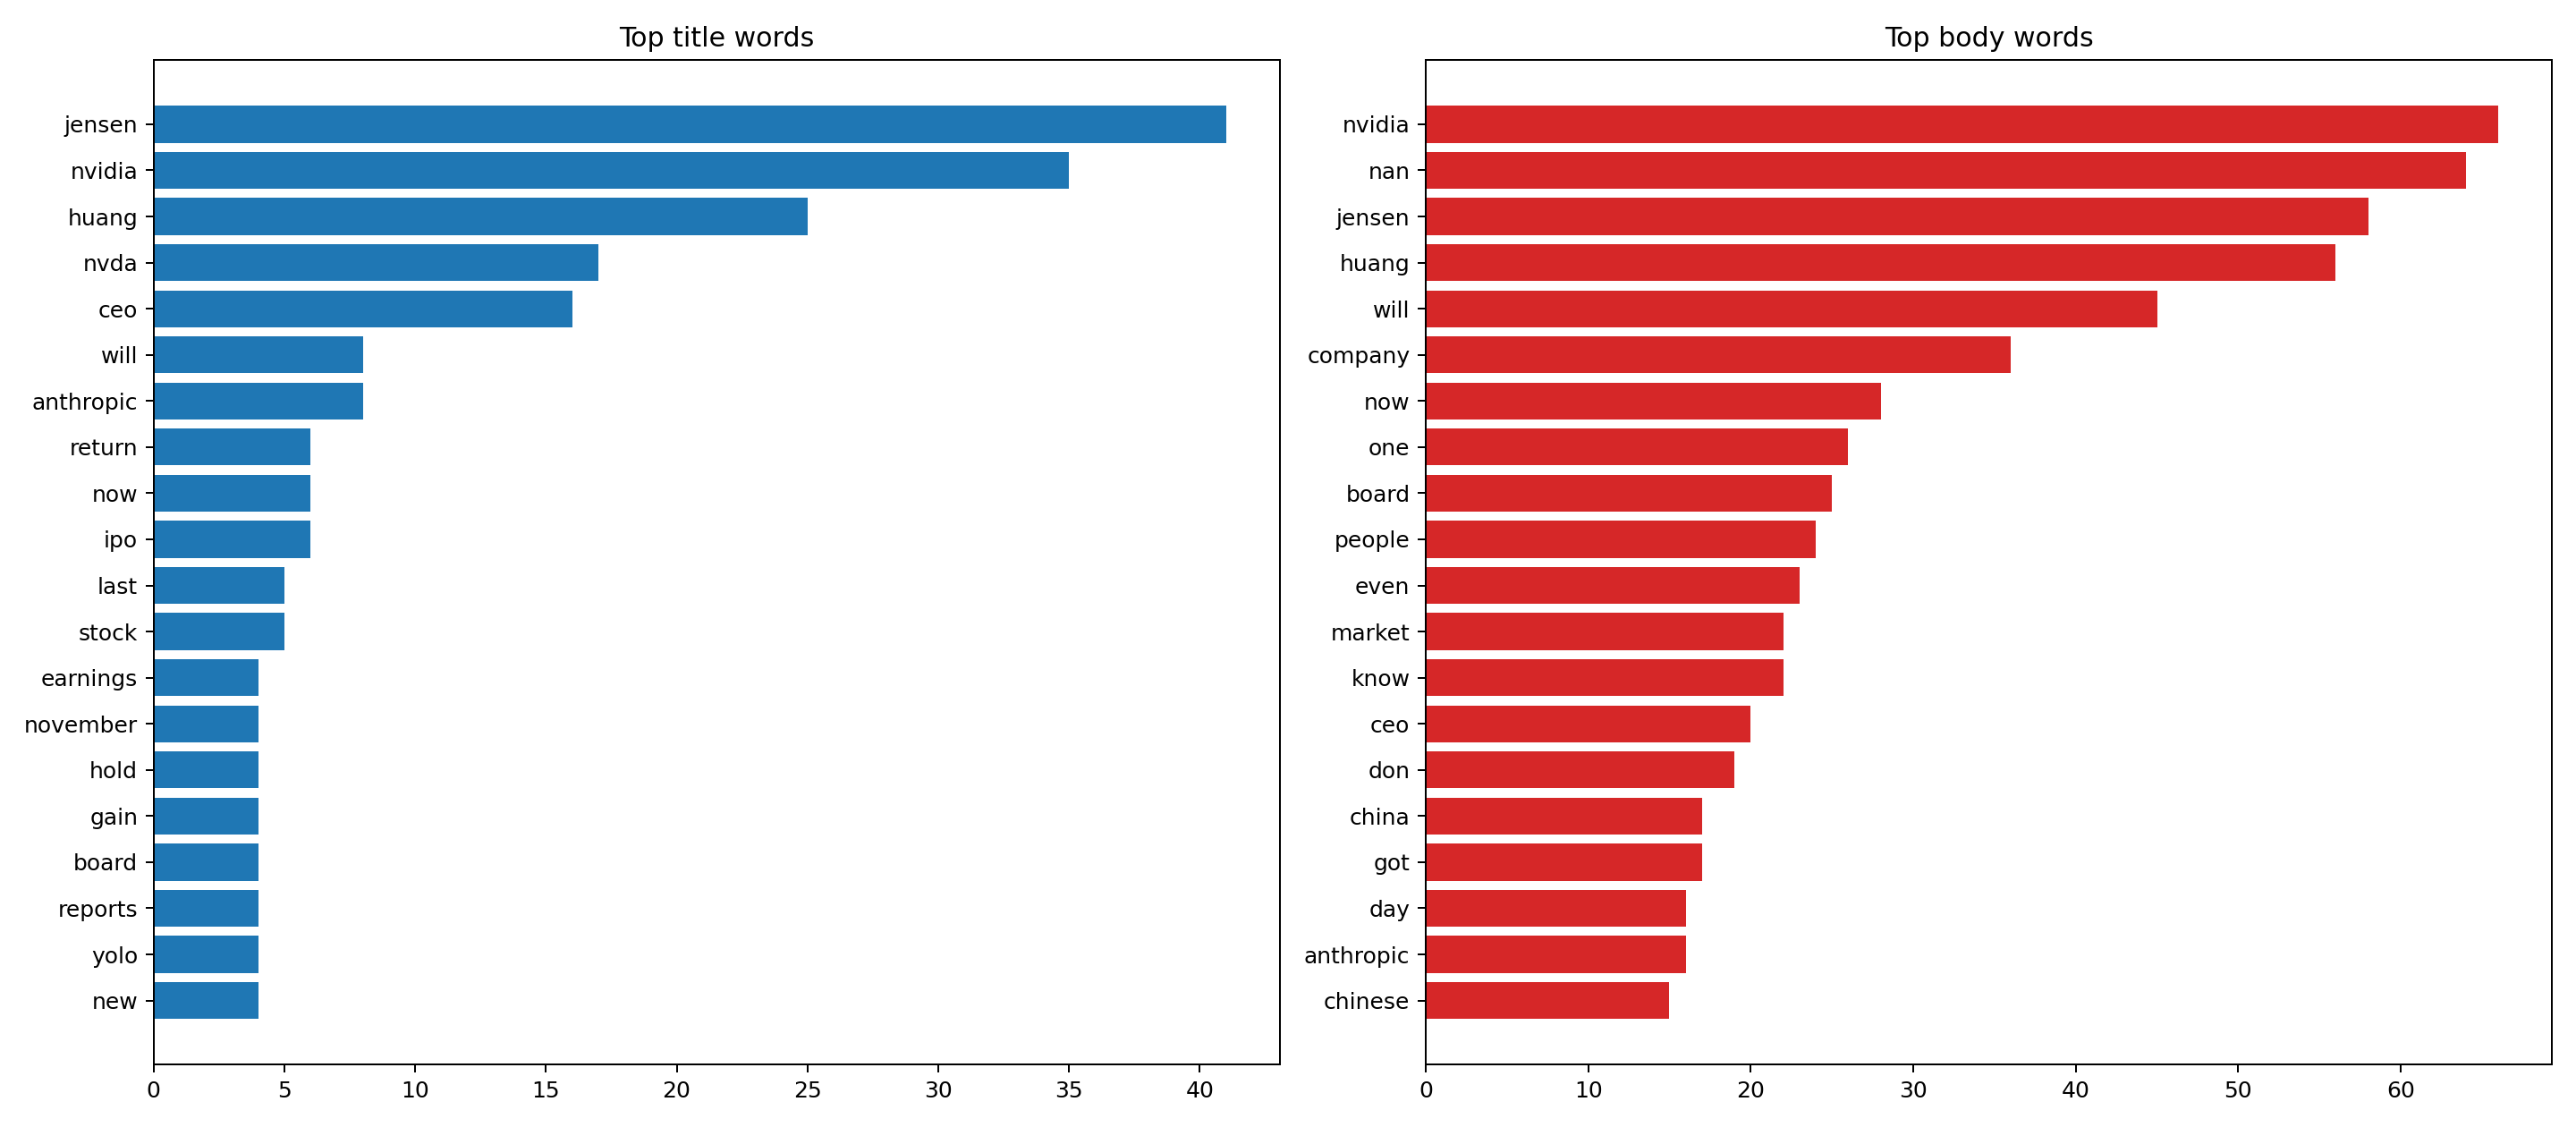 Top title words
jensen
nvidia
huang
nvda
ceo
will
anthropic
return
now
ipo
last
stock
earnings
november
hold
gain
board
reports
yolo
new
0 5 10 15 20 25 30 35 40
Top body words
nvidia
nan
jensen
huang
will
company
now
one
board
people
even
market
know
ceo
don
china
got
day
anthropic
chinese
0 10 20 30 40 50 60